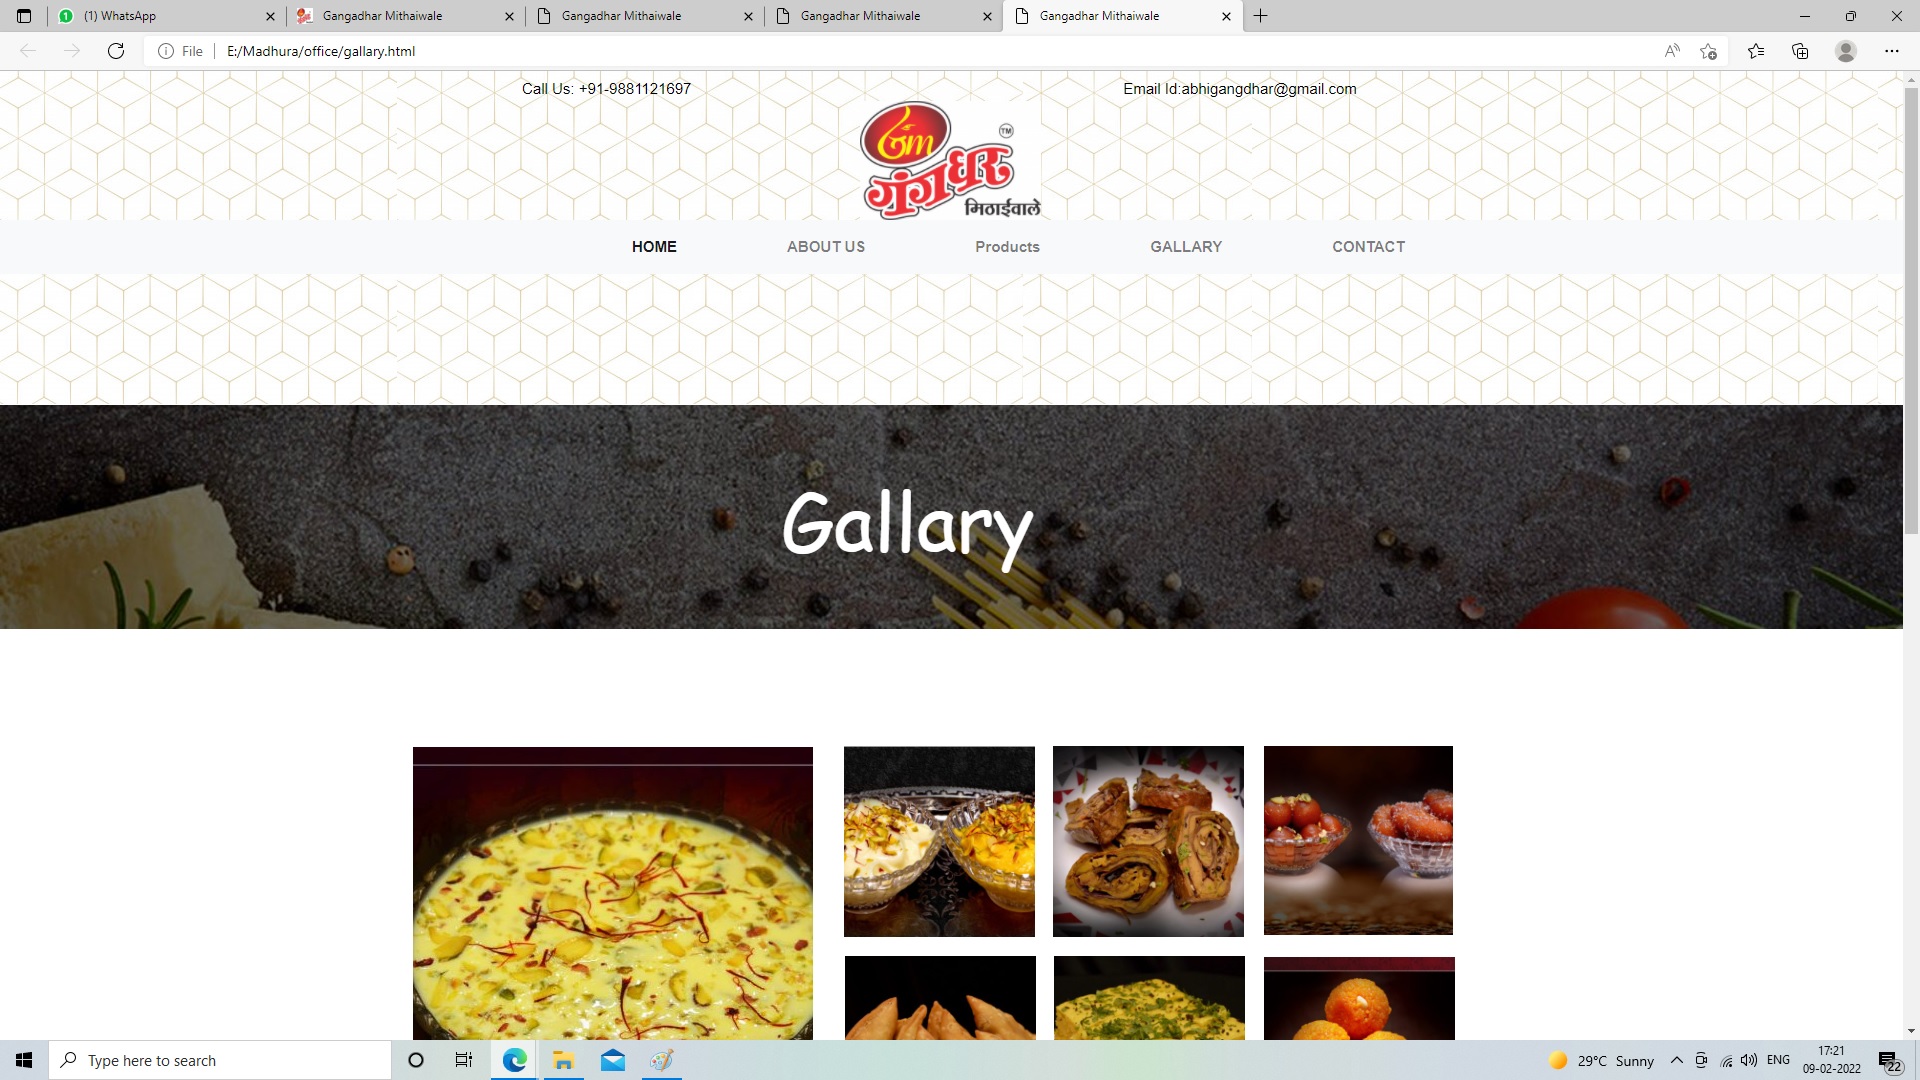 (1) WhatsApp
Gangadhar Mithaiwale
Gangadhar Mithaiwale
Gangadhar Mithaiwale
Gangadhar Mithaiwale
File
E:/Madhura/office/gallary.html
Call Us: +91-9881121697
Email Id:abhigangdhar@gmail.com
Gm
TM
गंगाधर
मिठाईवाले
HOME
ABOUT US
Products
GALLARY
CONTACT
Gallary
Type here to search
29°C Sunny
ENG
17:21
09-02-2022
22